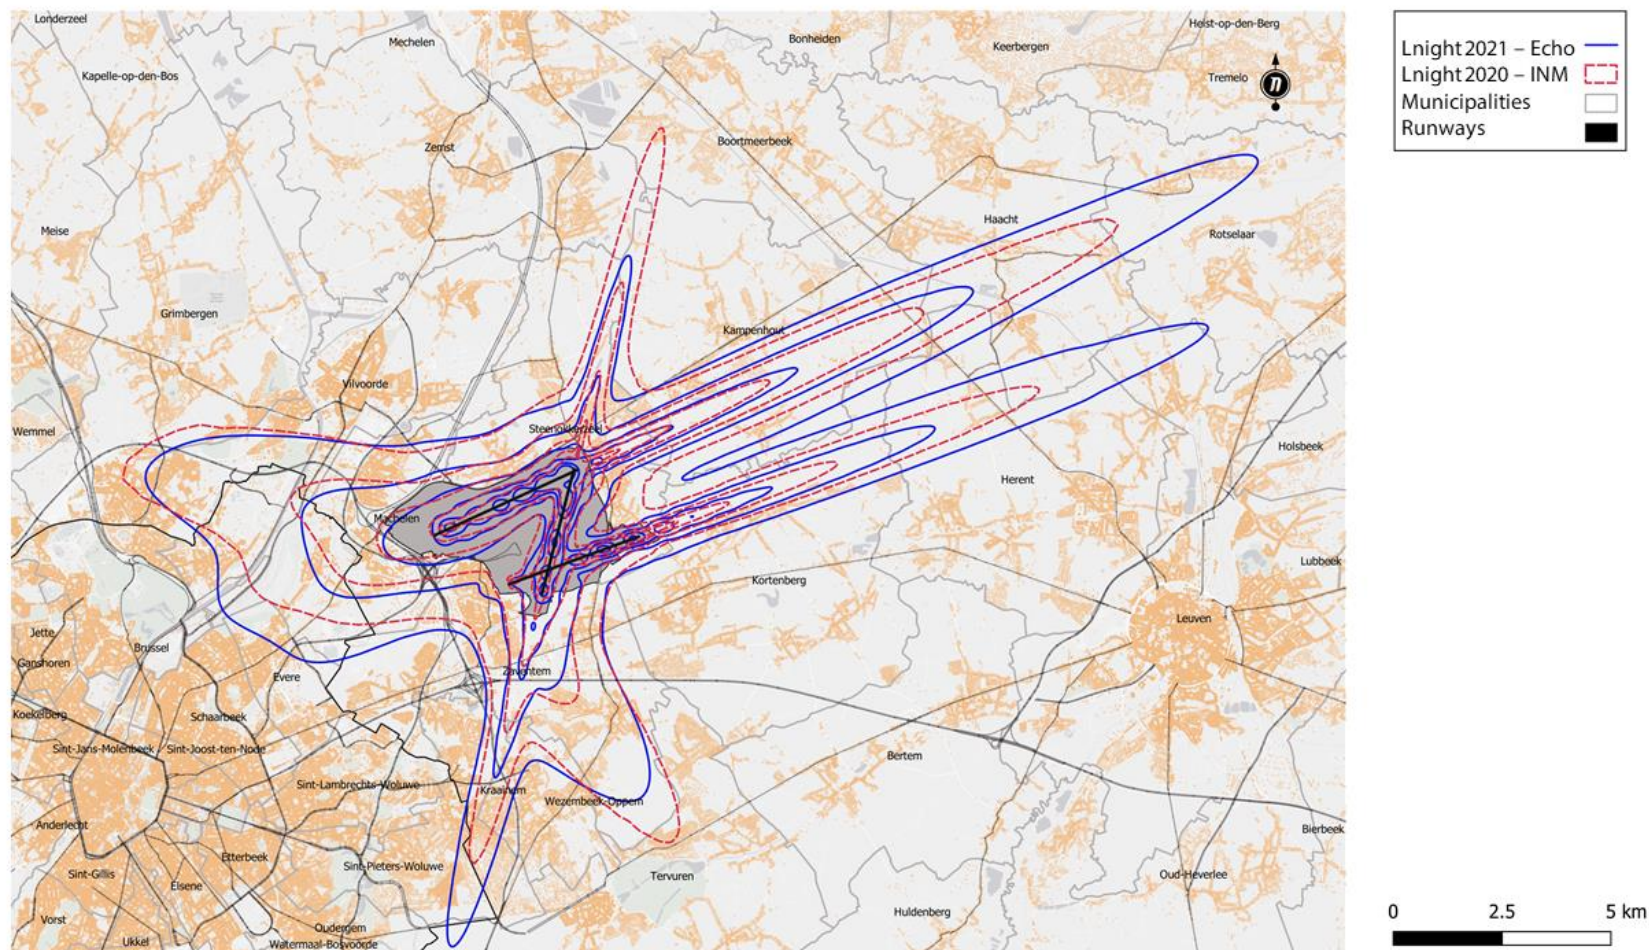 Londerzeel
Mechelen
Bonheiden
Keerbergen
Heist-op-den-Berg
Kapelle-op-den-Bos
Tremelo
Zemst
Boortmeerbeek
Meise
Haacht
Rotselaar
Grimbergen
Kampenhout
Vilvoorde
Wemmel
Steenokkerzeel
Holsbeek
Herent
Machelen
Lubbeek
Kortenberg
Leuven
Jette
Brussel
Ganshoren
Evere
Zaventem
Koekelberg
Schaarbeek
Sint-Jans-Molenbeek
Sint-Joost-ten-Node
Bertem
Sint-Lambrechts-Woluwe
Kraainem
Wezembeek-Oppem
Anderlecht
Bierbeek
Etterbeek
Sint-Pieters-Woluwe
Sint-Gillis
Elsene
Tervuren
Oud-Heverlee
Vorst
Huldenberg
Oudergem
Ukkel
Watermaal-Bosvoorde
n
Lnight 2021 – Echo
Lnight 2020 – INM
Municipalities
Runways
0 2.5 5 km